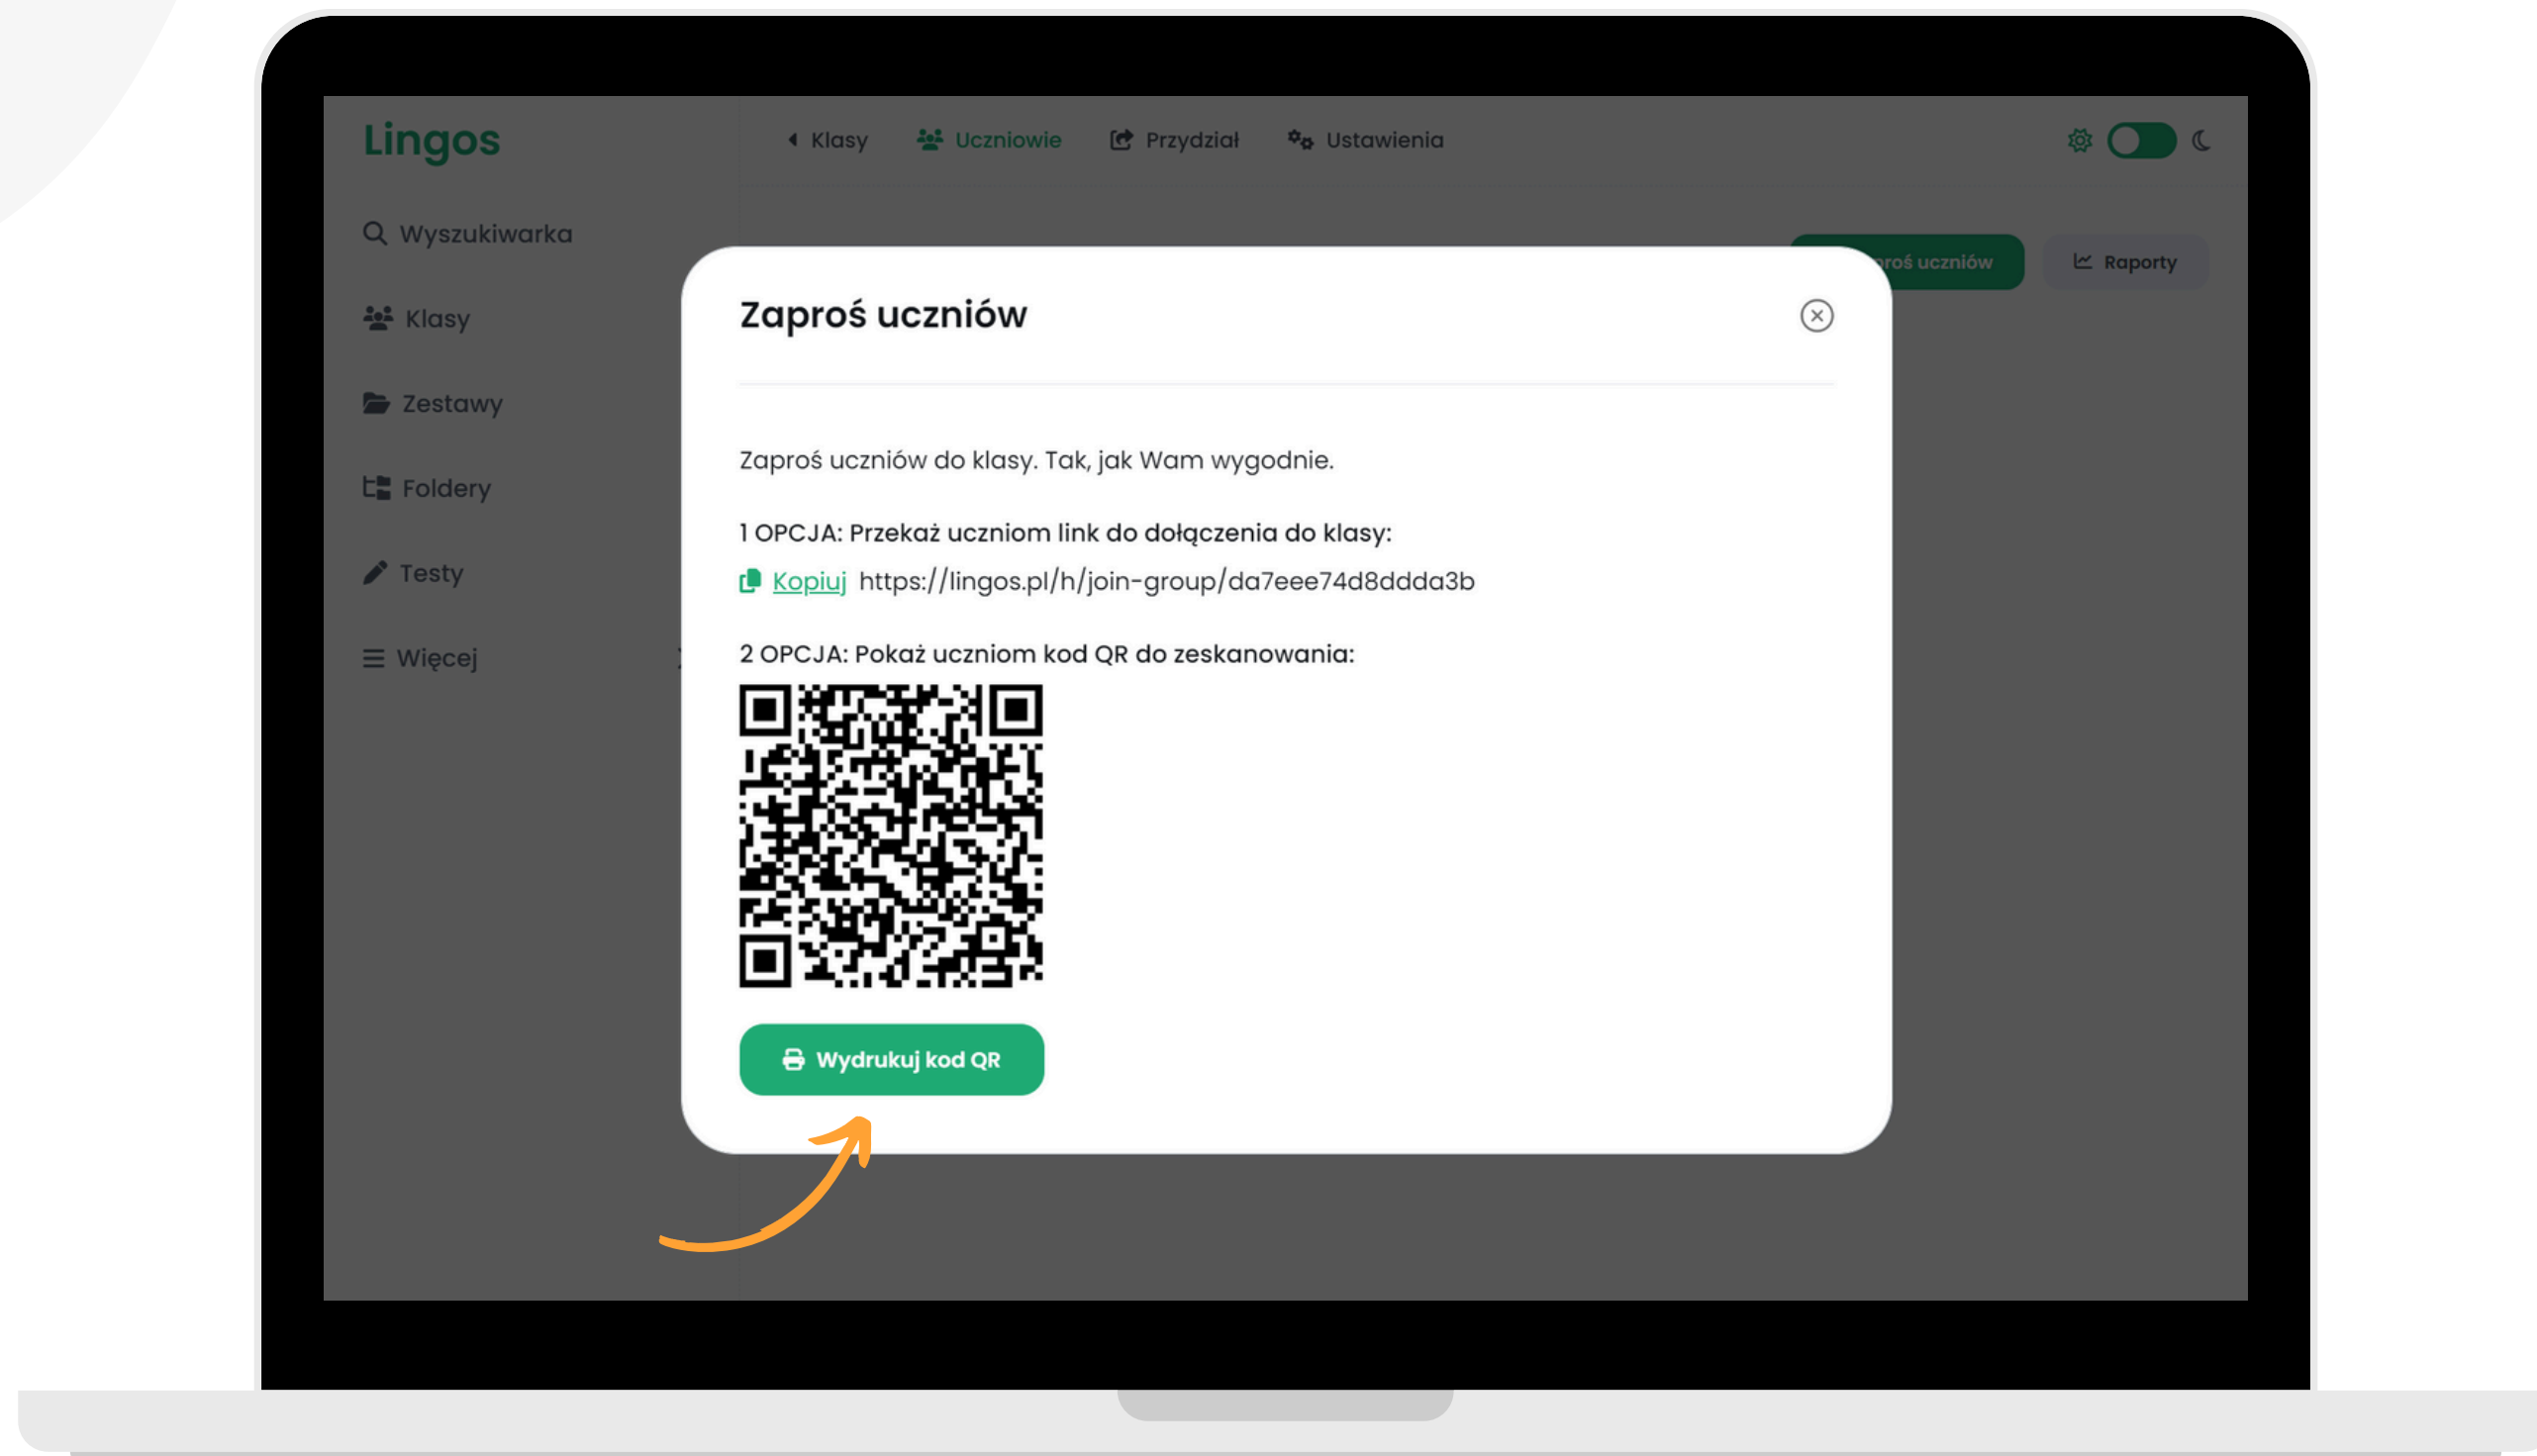 Lingos
Klasy Uczniowie Przydział Ustawienia
Wyszukiwarka
Klasy
Zestawy
Foldery
Testy
Więcej
uczniów Raporty
Zaproś uczniów
Zaproś uczniów do klasy. Tak, jak Wam wygodnie.
1 OPCJA: Przekaż uczniom link do dołączenia do klasy:
Kopiuj https://lingos.pl/h/join-group/da7eee74d8ddda3b
2 OPCJA: Pokaż uczniom kod QR do zeskanowania:
Wydrukuj kod QR